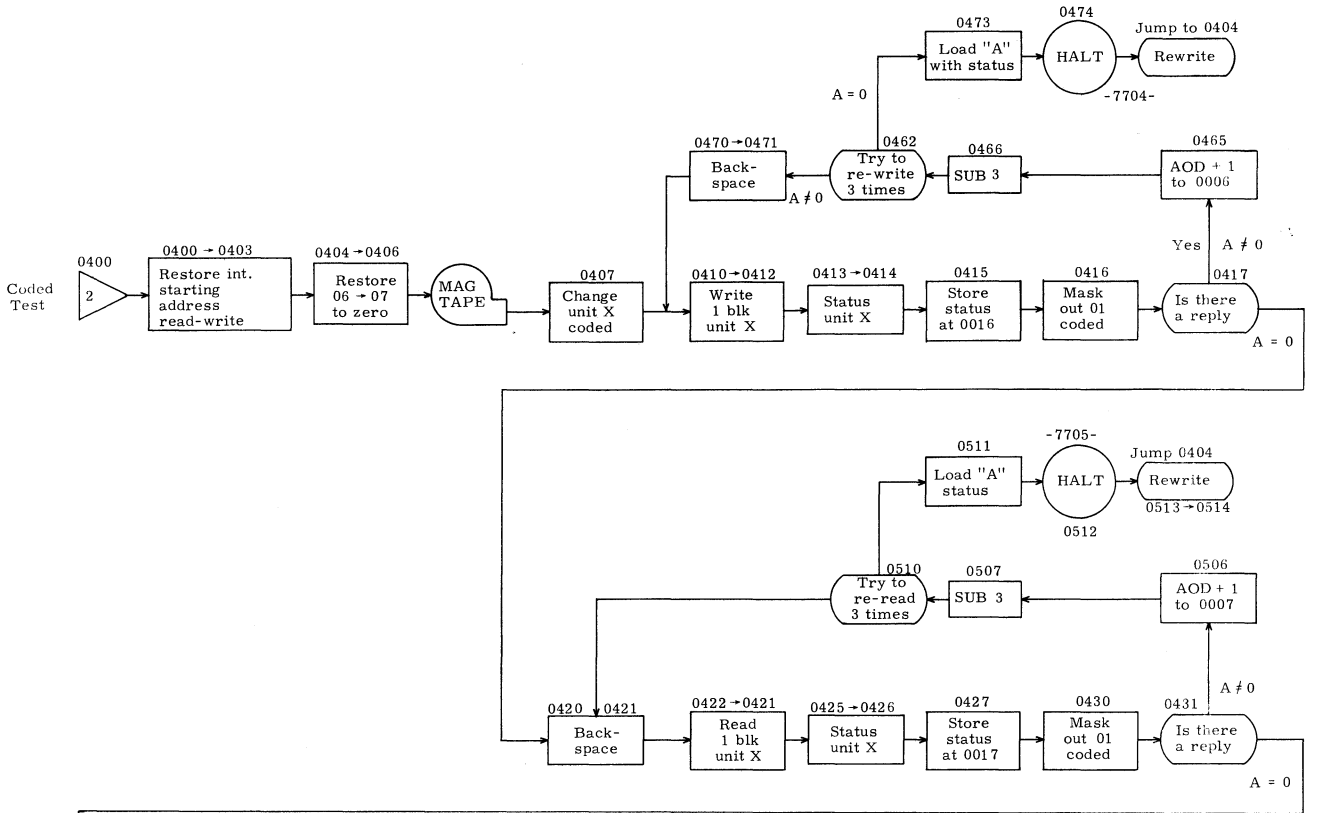 0474
0473
Jump to 0404
Load "A"
with status
HALT
Rewrite
-7704-
A = 0
0470→0471
0462
0466
0465
Back-
space
Try to
re-write
3 times
SUB 3
AOD + 1
to 0006
A ≠ 0
Yes A ≠ 0
Coded
Test
0400
2
0400 → 0403
Restore int.
starting
address
read-write
0404 →0406
Restore
06 → 07
to zero
MAG
TAPE
0407
Change
unit X
coded
0410 →0412
Write
1 blk
unit X
0413→0414
Status
unit X
0415
Store
status
at 0016
0416
Mask
out 01
coded
0417
Is there
a reply
A = 0
-7705-
0511
Jump 0404
Load "A"
status
HALT
Rewrite
0513→0514
0512
0510
0507
0506
Try to
re-read
3 times
SUB 3
AOD + 1
to 0007
A ≠ 0
0420 0421
Back-
space
0422 →0421
Read
1 blk
unit X
0425 →0426
Status
unit X
0427
Store
status
at 0017
0430
Mask
out 01
coded
0431
Is there
a reply
A = 0